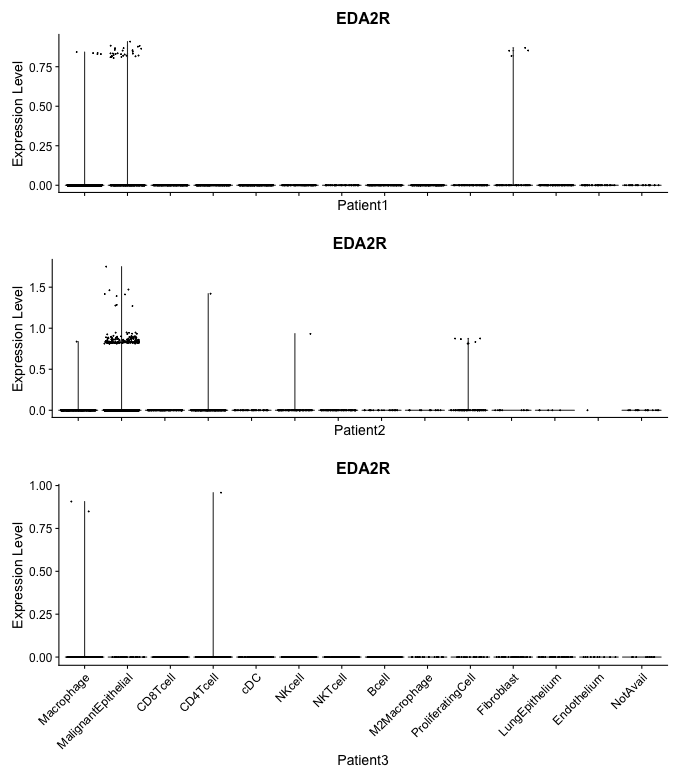 EDA2R
Expression Level
0.75
0.50
0.25
0.00
Patient1
EDA2R
Expression Level
1.5
1.0
0.5
0.0
Patient2
EDA2R
Expression Level
1.00
0.75
0.50
0.25
0.00
Macrophage
MalignantEpithelial
CD8Tcell
CD4Tcell
cDC
NKcell
NKTcell
Bcell
M2Macrophage
ProliferatingCell
Fibroblast
LungEpithelium
Endothelium
NotAvail
Patient3